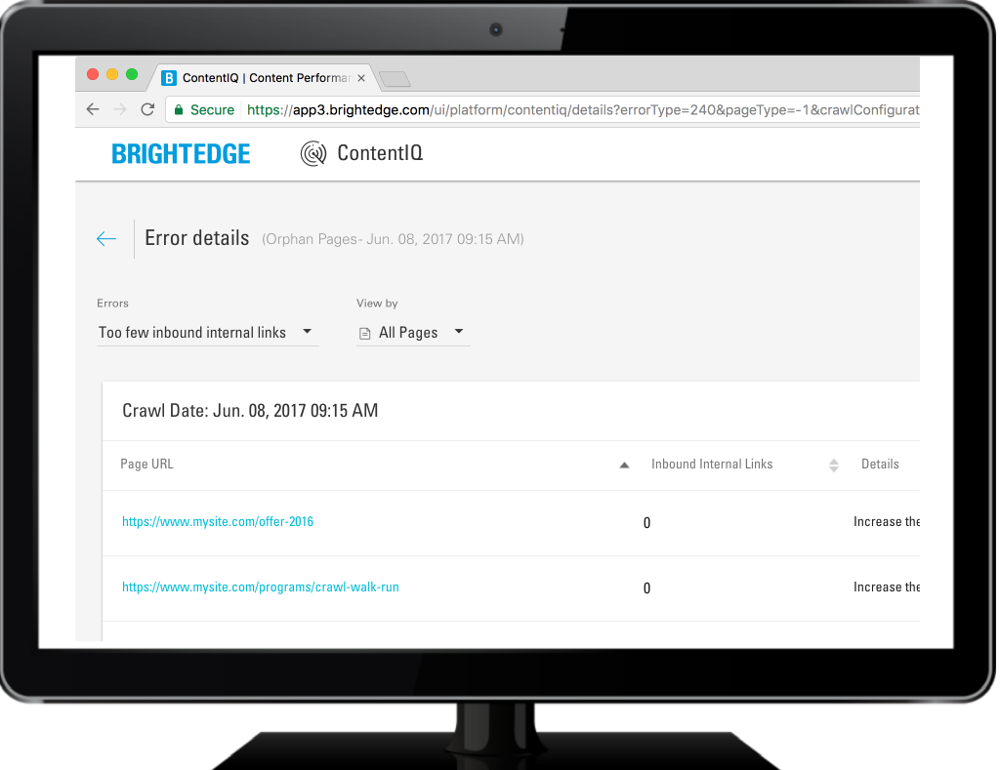 ContentIQ | Content Performa
Secure https://app3.brightedge.com/ui/platform/contentiq/details?errorType=240&pageType=-1&crawlConfigurat
BRIGHTEDGE ContentIQ
Error details (Orphan Pages- Jun. 08, 2017 09:15 AM)
Errors View by
Too few inbound internal links All Pages
Crawl Date: Jun. 08, 2017 09:15 AM
Page URL Inbound Internal Links Details
https://www.mysite.com/offer-2016 0 Increase the
https://www.mysite.com/programs/crawl-walk-run 0 Increase the